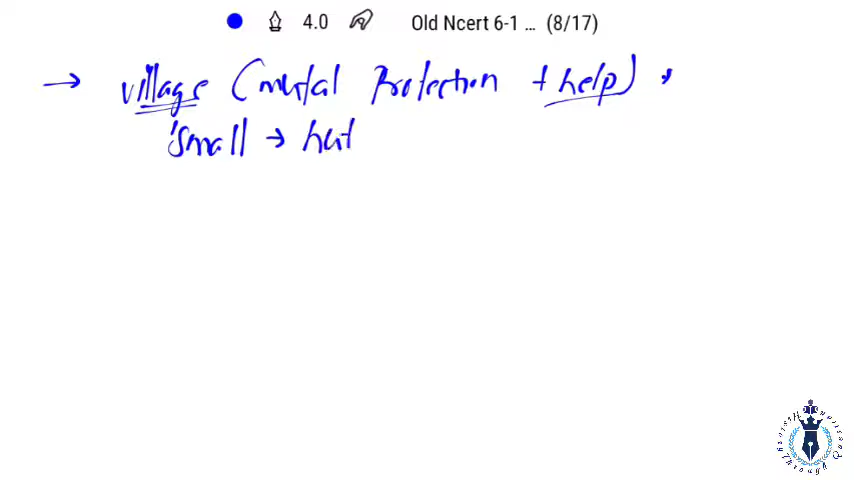 4.0 Old Ncert 6-1 ... (8/17)
→ village (mutal Protection + help),
'small → hut